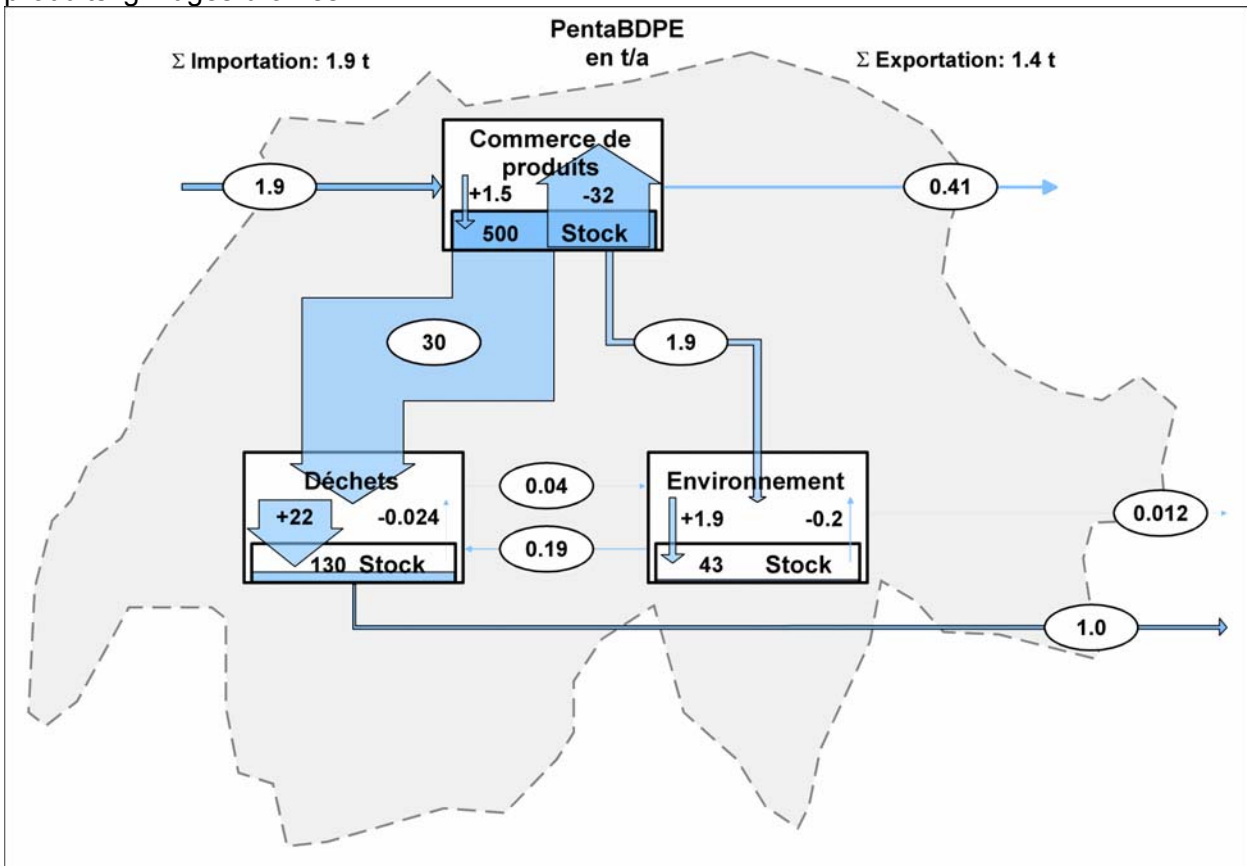 PentaBDPE
en t/a
Σ Importation: 1.9 t
Σ Exportation: 1.4 t
Commerce de
produits
1.9
+1.5
-32
0.41
500 Stock
30
1.9
Déchets
0.04
Environnement
+22
-0.024
+1.9
-0.2
0.012
0.19
130 Stock
43 Stock
1.0